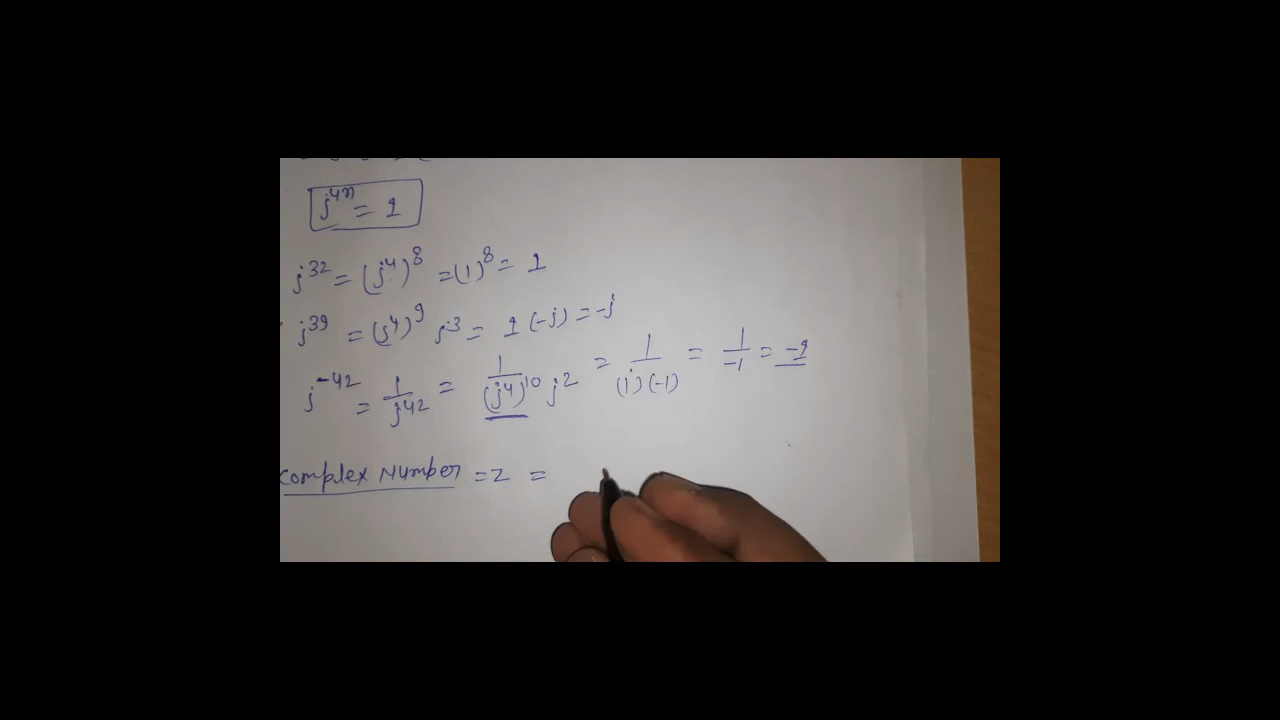 j^4n = 1
j^32 = (j^4)^8 = (1)^8 = 1
j^39 = (j^4)^9 j^3 = 1 (-j) = -j
j^-42 = 1/j^42 = 1/(j^4)^10 j^2 = 1/(1)(-1) = 1/-1 = -1
Complex Number = Z =